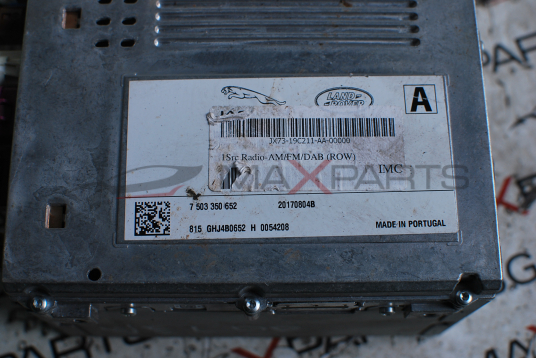 LAND-
ROVER
A
JX73-19C211-AA-00000
1Src Radio-AM/FM/DAB (ROW)
IMC
MAXPARTS
7 503 350 652
20170804B
815 GHJ4B0652 H 0054208
MADE IN PORTUGAL